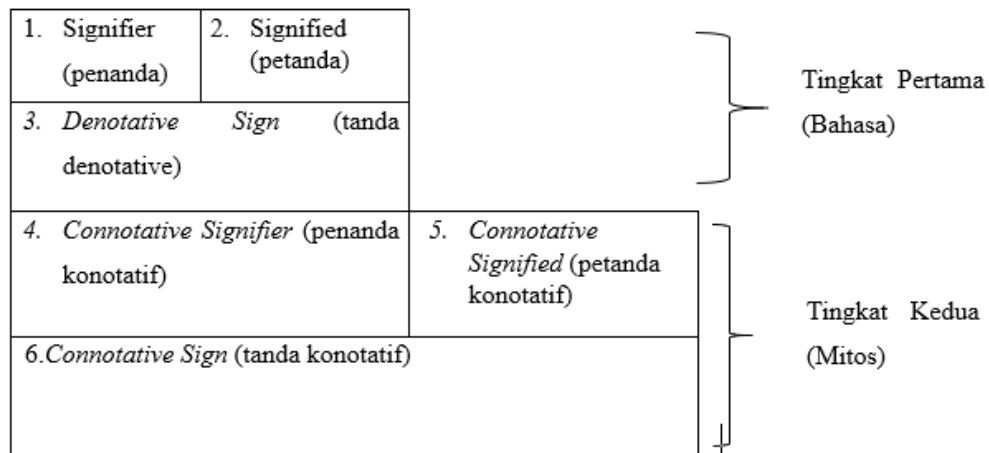 1. Signifier
(penanda)
2. Signified
(petanda)
3. Denotative Sign (tanda
denotative)
Tingkat Pertama
(Bahasa)
4. Connotative Signifier (penanda
konotatif)
5. Connotative
Signified (petanda
konotatif)
6.Connotative Sign (tanda konotatif)
Tingkat Kedua
(Mitos)